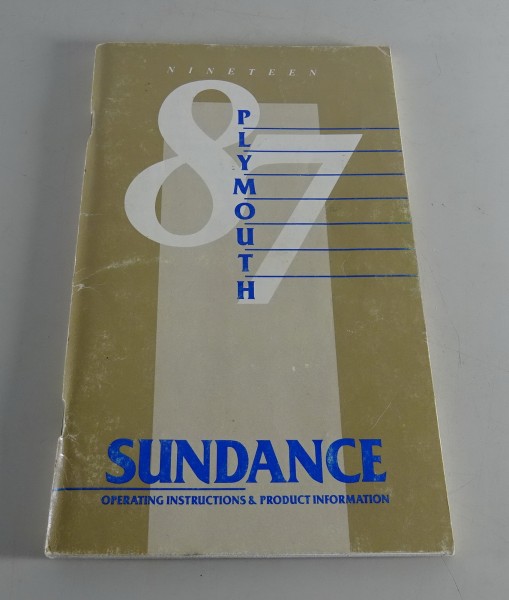 NINETEEN
87
PLYMOUTH
SUNDANCE
OPERATING INSTRUCTIONS & PRODUCT INFORMATION